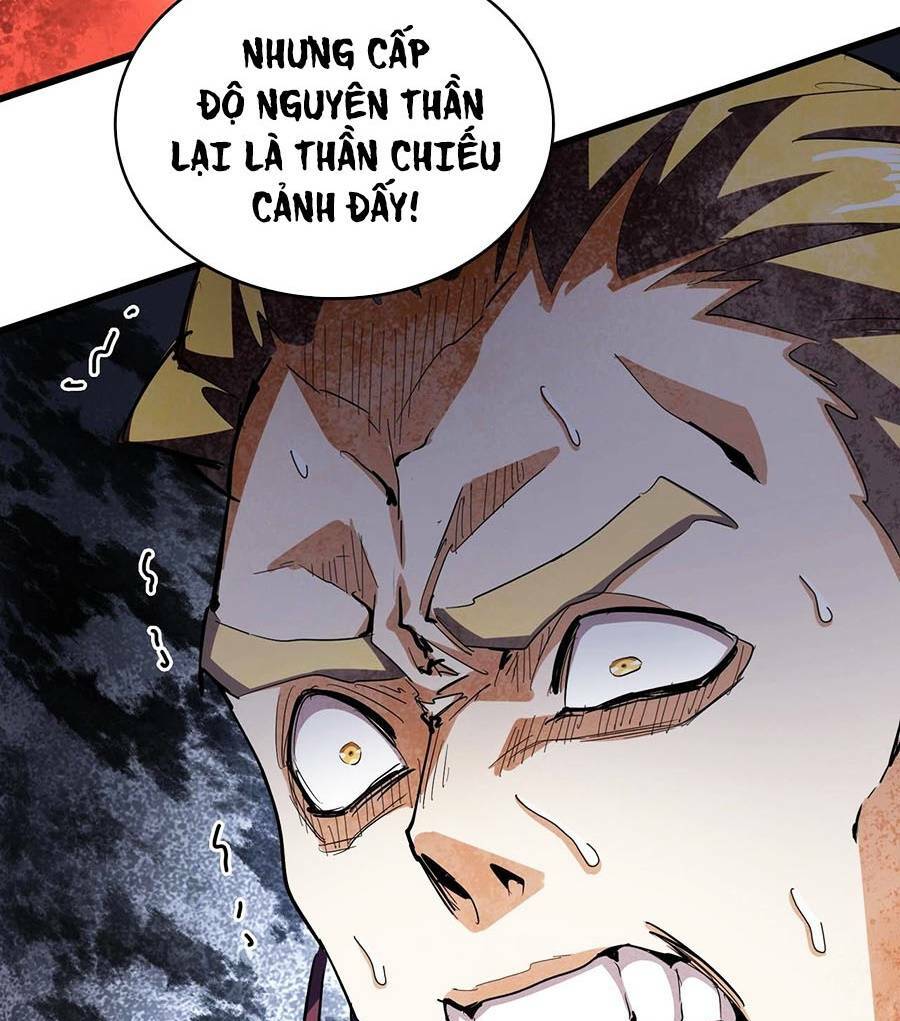 NHƯNG CẤP
ĐỘ NGUYÊN THẦN
LẠI LÀ THẦN CHIẾU
CẢNH ĐẤY!